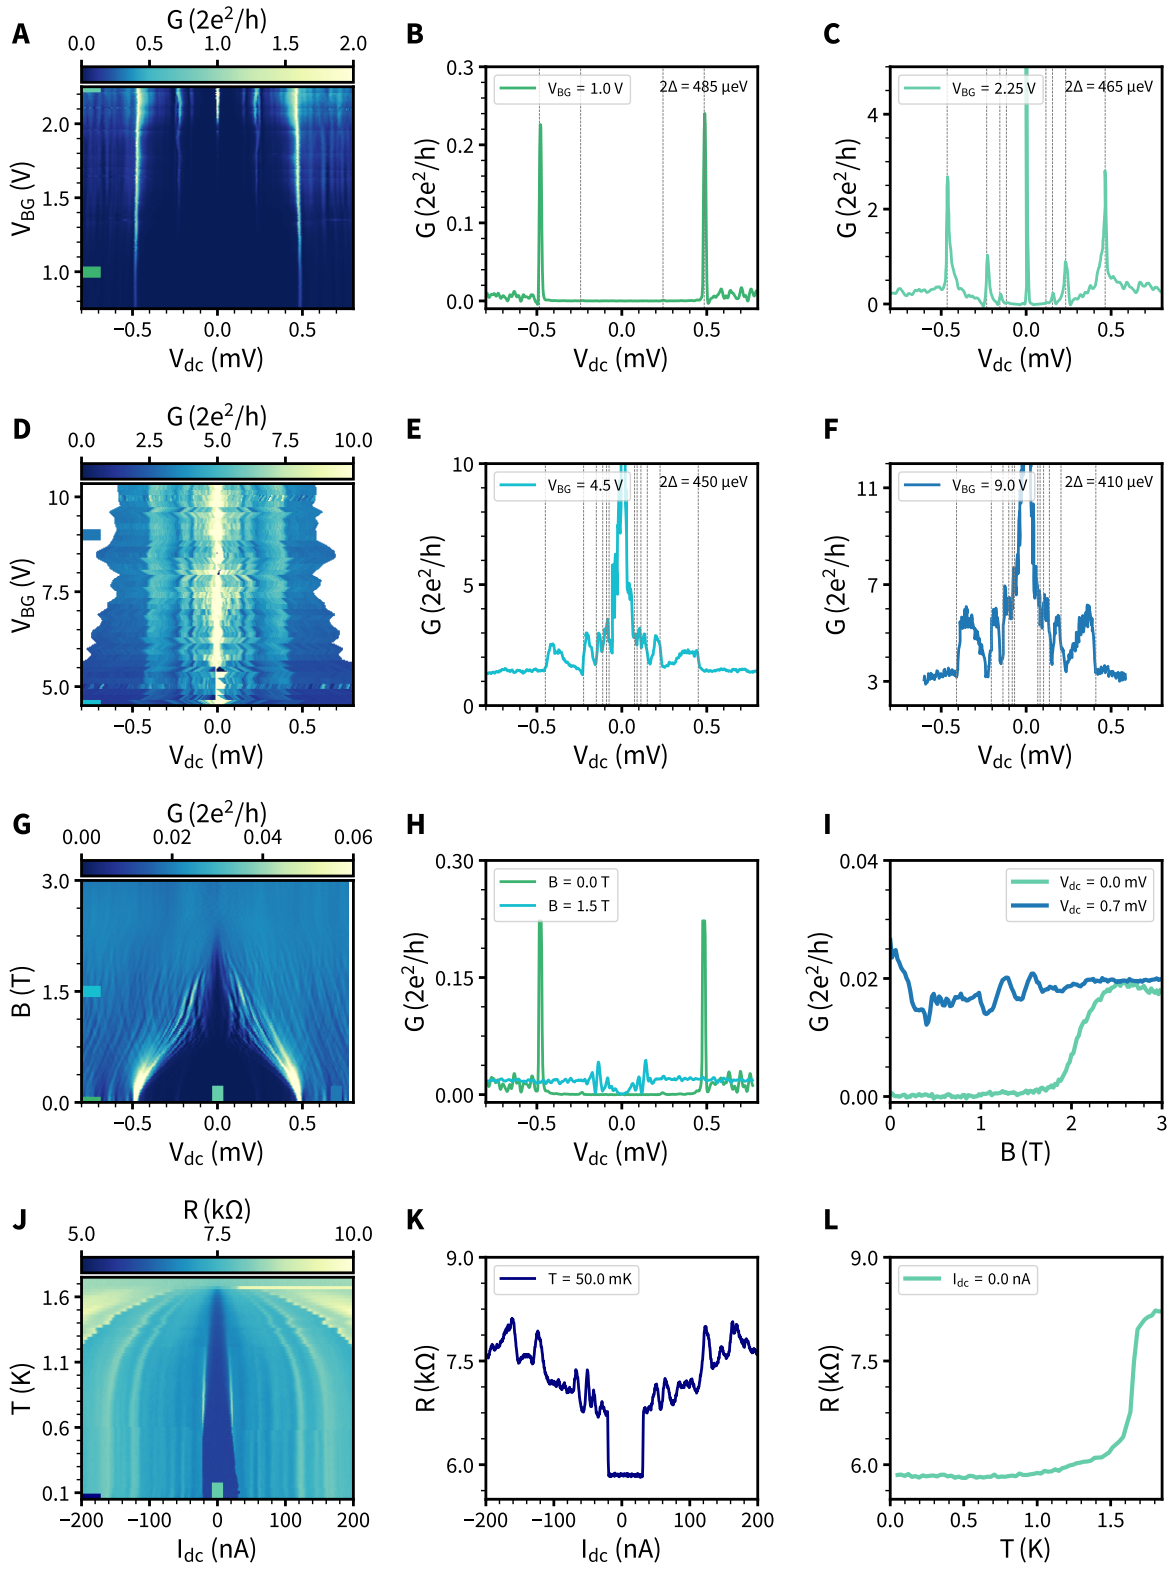 A
G (2e²/h)
0.0 0.5 1.0 1.6 2.0
V_BG (V)
2.0
1.5
1.0
−0.5 0.0 0.5
V_dc (mV)
B
V_BG = 1.0 V
2Δ = 485 μeV
G (2e²/h)
0.3
0.2
0.1
0.0
−0.5 0.0 0.5
V_dc (mV)
C
V_BG = 2.25 V
2Δ = 465 μeV
G (2e²/h)
4
2
0
−0.5 0.0 0.5
V_dc (mV)
D
G (2e²/h)
0.0 2.5 5.0 7.5 10.0
V_BG (V)
10
7.5
5.0
−0.5 0.0 0.5
V_dc (mV)
E
V_BG = 4.5 V
2Δ = 450 μeV
G (2e²/h)
10
5
0
−0.5 0.0 0.5
V_dc (mV)
F
V_BG = 9.0 V
2Δ = 410 μeV
G (2e²/h)
11
7
3
−0.5 0.0 0.5
V_dc (mV)
G
G (2e²/h)
0.00 0.02 0.04 0.06
B (T)
3.0
1.5
0.0
−0.5 0.0 0.5
V_dc (mV)
H
B = 0.0 T
B = 1.5 T
G (2e²/h)
0.30
0.15
0.00
−0.5 0.0 0.5
V_dc (mV)
I
V_dc = 0.0 mV
V_dc = 0.7 mV
G (2e²/h)
0.04
0.02
0.00
0 1 2 3
B (T)
J
R (kΩ)
5.0 7.5 10.0
T (K)
1.6
1.1
0.6
0.1
−200 −100 0 100 200
I_dc (nA)
K
T = 50.0 mK
R (kΩ)
9.0
7.5
6.0
−200 −100 0 100 200
I_dc (nA)
L
I_dc = 0.0 nA
R (kΩ)
9.0
7.5
6.0
0.0 0.5 1.0 1.5
T (K)